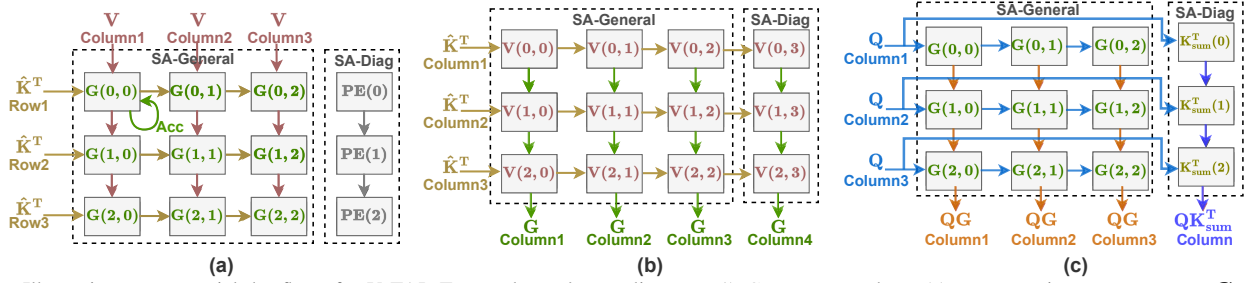 V
Column1
V
Column2
V
Column3
SA-General
SA-Diag
K̂ᵀ
Row1
G(0,0)
G(0,1)
G(0,2)
PE(0)
Acc
K̂ᵀ
Row2
G(1,0)
G(1,1)
G(1,2)
PE(1)
K̂ᵀ
Row3
G(2,0)
G(2,1)
G(2,2)
PE(2)
(a)
SA-General
SA-Diag
K̂ᵀ
Column1
V(0,0)
V(0,1)
V(0,2)
V(0,3)
K̂ᵀ
Column2
V(1,0)
V(1,1)
V(1,2)
V(1,3)
K̂ᵀ
Column3
V(2,0)
V(2,1)
V(2,2)
V(2,3)
G
Column1
G
Column2
G
Column3
G
Column4
(b)
SA-General
SA-Diag
Q
Column1
G(0,0)
G(0,1)
G(0,2)
Kᵀsum(0)
Q
Column2
G(1,0)
G(1,1)
G(1,2)
Kᵀsum(1)
Q
Column3
G(2,0)
G(2,1)
G(2,2)
Kᵀsum(2)
QG
Column1
QG
Column2
QG
Column3
QKᵀsum
Column
(c)